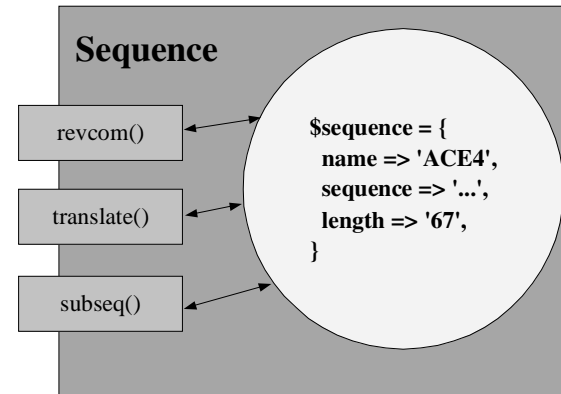 Sequence
revcom()
translate()
subseq()
$sequence = {
name => 'ACE4',
sequence => '...',
length => '67',
}